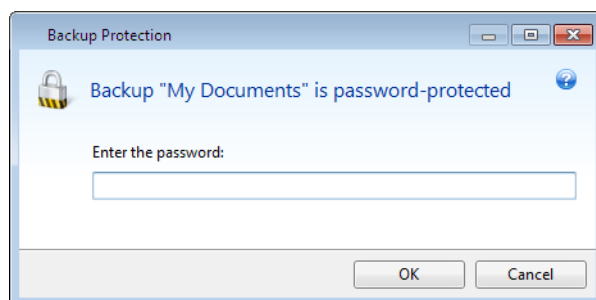 Backup Protection
Backup "My Documents" is password-protected
Enter the password:
OK Cancel